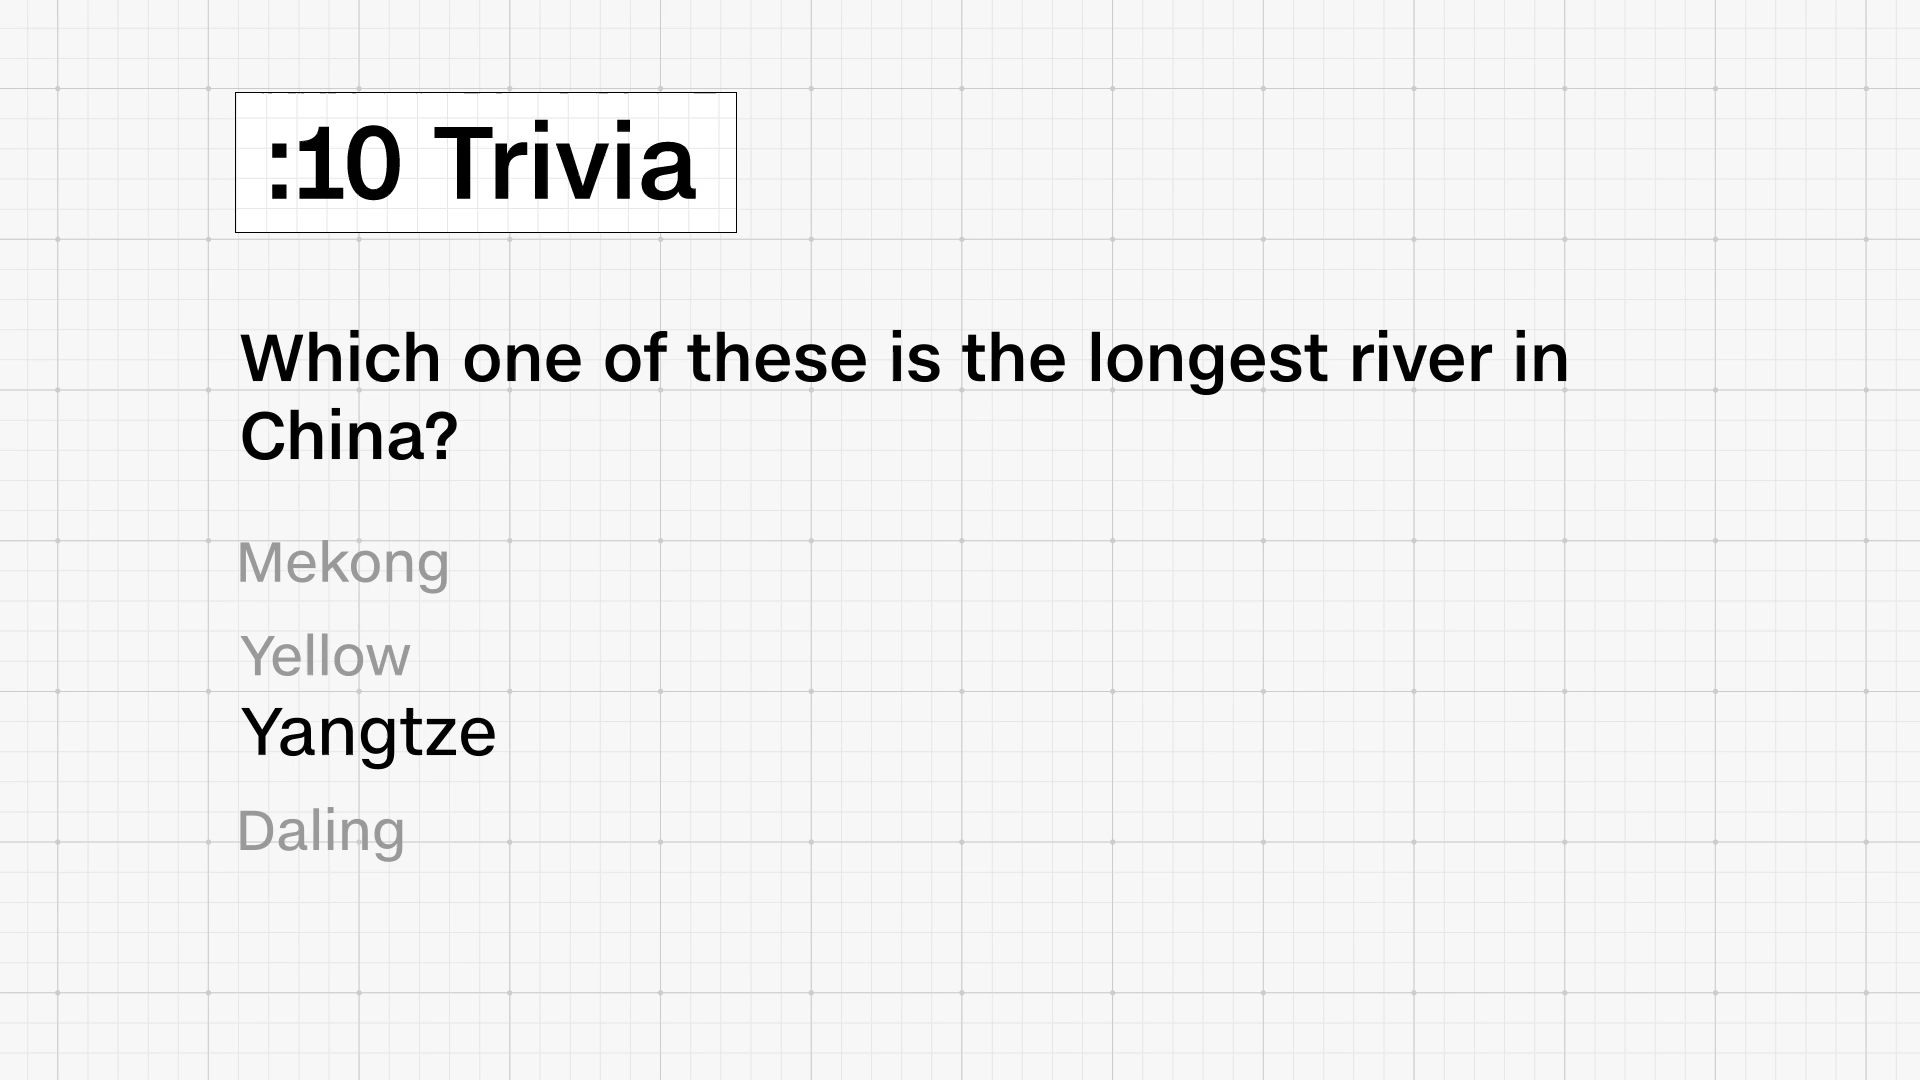 :10 Trivia
Which one of these is the longest river in
China?
Mekong
Yellow
Yangtze
Daling